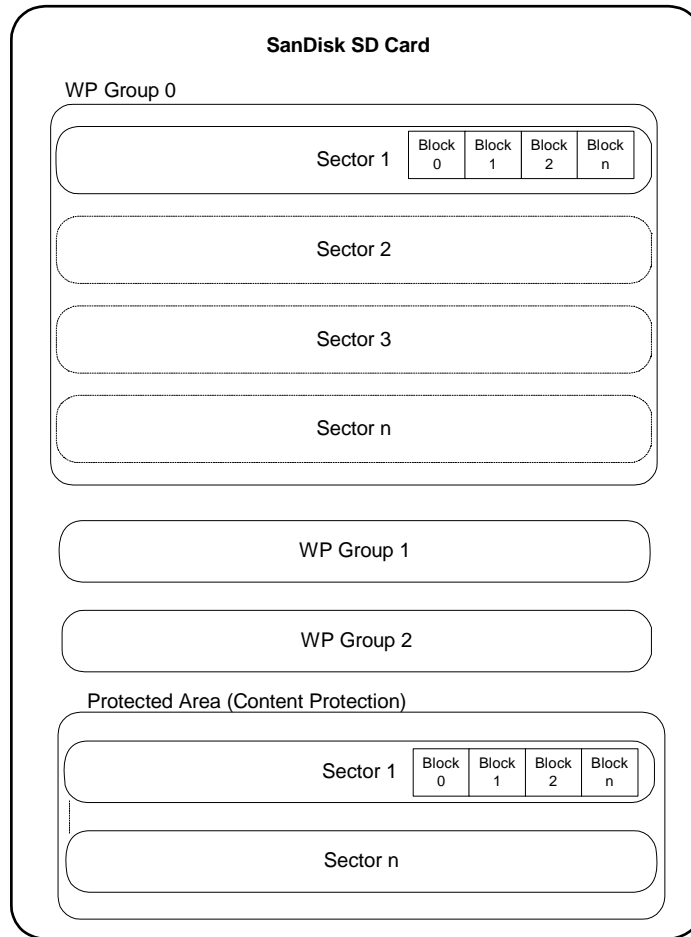 SanDisk SD Card
WP Group 0
Sector 1
Block 0
Block 1
Block 2
Block n
Sector 2
Sector 3
Sector n
WP Group 1
WP Group 2
Protected Area (Content Protection)
Sector 1
Block 0
Block 1
Block 2
Block n
Sector n